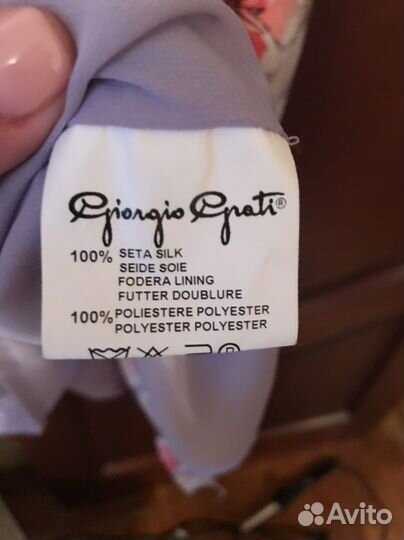 Giorgio Grati®
100% SETA SILK
SEIDE SOIE
FODERA LINING
FUTTER DOUBLURE
100% POLIESTERE POLYESTER
POLYESTER POLYESTER
Avito